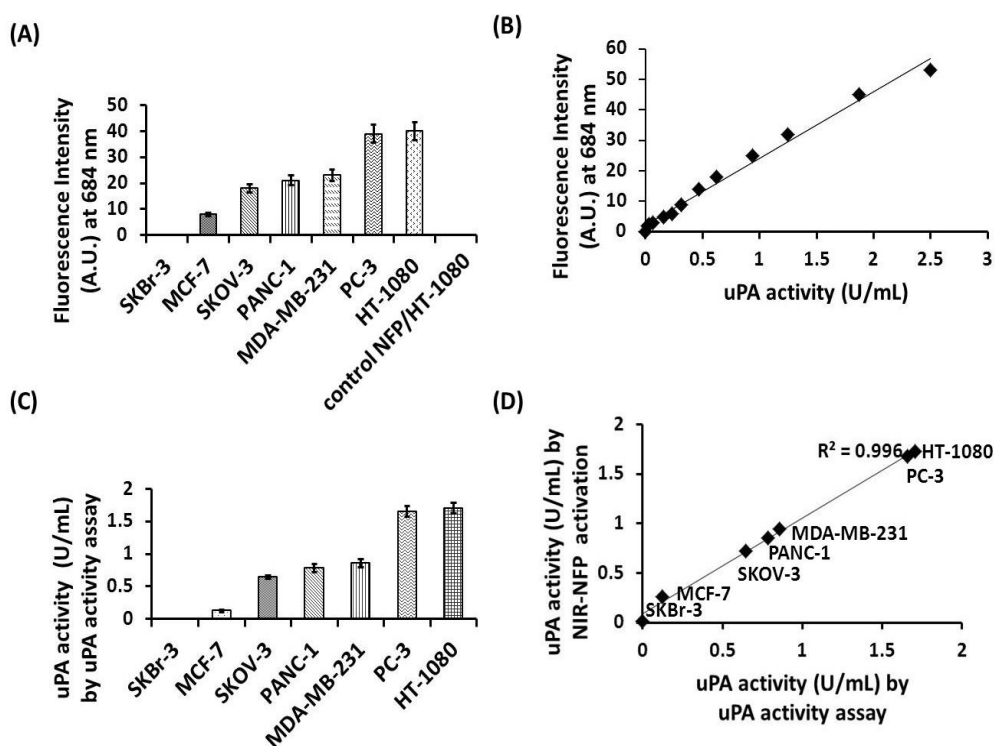 (A)
Fluorescence Intensity
(A.U.) at 684 nm
50
40
30
20
10
0
SKBr-3
MCF-7
SKOV-3
PANC-1
MDA-MB-231
PC-3
HT-1080
control NFP/HT-1080
(B)
Fluorescence Intensity
(A.U.) at 684 nm
60
50
40
30
20
10
0
0
0.5
1
1.5
2
2.5
3
uPA activity (U/mL)
(C)
uPA activity (U/mL)
by uPA activity assay
2
1.5
1
0.5
0
SKBr-3
MCF-7
SKOV-3
PANC-1
MDA-MB-231
PC-3
HT-1080
(D)
uPA activity (U/mL) by
NIR-NFP activation
2
1.5
1
0.5
0
R² = 0.996
HT-1080
PC-3
MDA-MB-231
PANC-1
SKOV-3
MCF-7
SKBr-3
0
0.5
1
1.5
2
uPA activity (U/mL) by
uPA activity assay